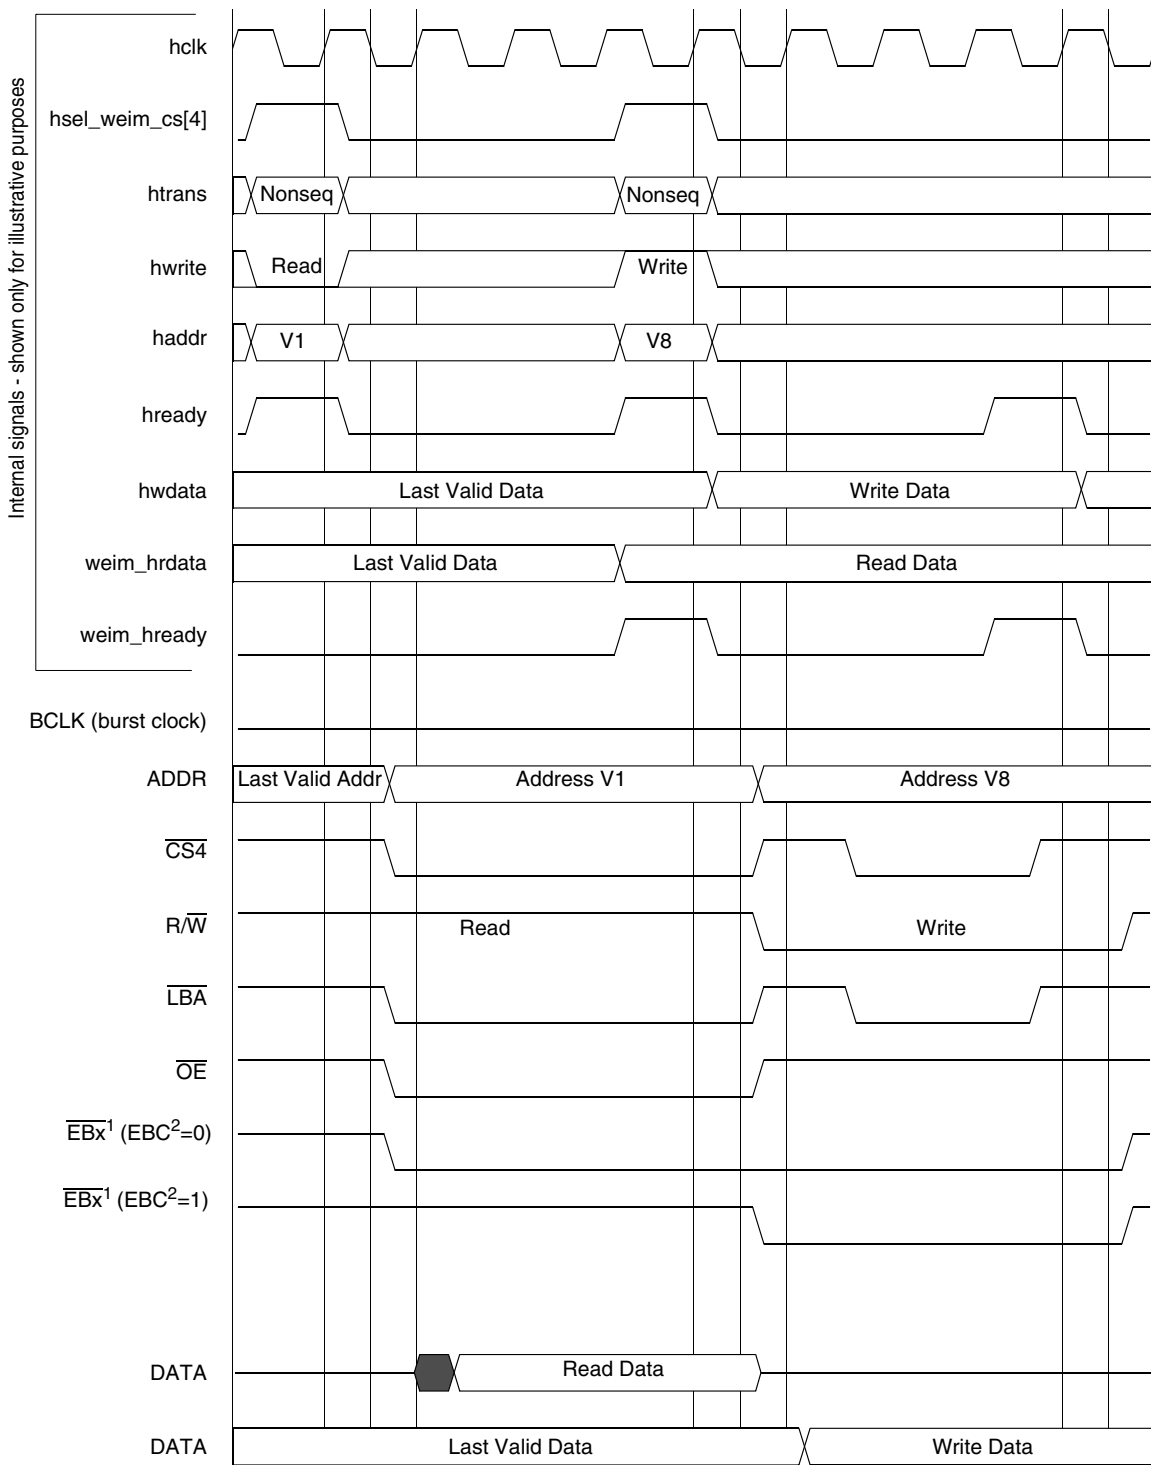 Internal signals - shown only for illustrative purposes
hclk
hsel_weim_cs[4]
htrans Nonseq Nonseq
hwrite Read Write
haddr V1 V8
hready
hwdata Last Valid Data Write Data
weim_hrdata Last Valid Data Read Data
weim_hready
BCLK (burst clock)
ADDR Last Valid Addr Address V1 Address V8
CS4
R/W Read Write
LBA
OE
EBx1 (EBC2=0)
EBx1 (EBC2=1)
DATA Read Data
DATA Last Valid Data Write Data